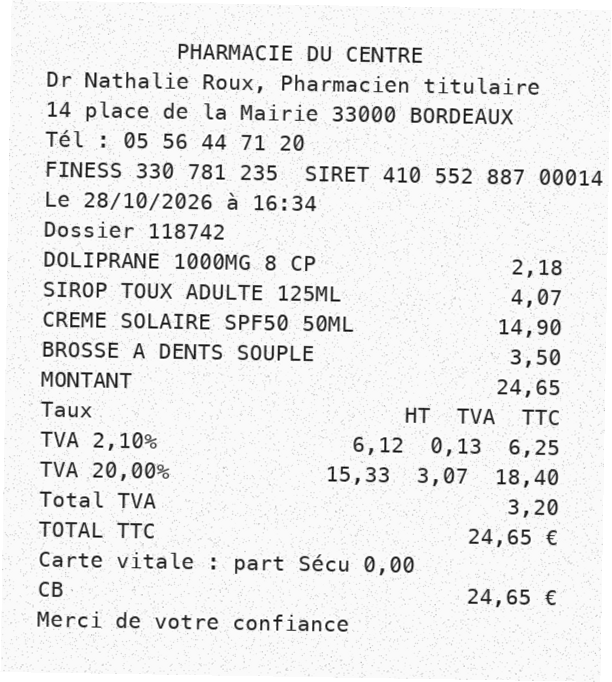 PHARMACIE DU CENTRE
Dr Nathalie Roux, Pharmacien titulaire
14 place de la Mairie 33000 BORDEAUX
Tél : 05 56 44 71 20
FINESS 330 781 235  SIRET 410 552 887 00014
Le 28/10/2026 à 16:34
Dossier 118742
DOLIPRANE 1000MG 8 CP 2,18
SIROP TOUX ADULTE 125ML 4,07
CREME SOLAIRE SPF50 50ML 14,90
BROSSE A DENTS SOUPLE 3,50
MONTANT 24,65
Taux HT TVA TTC
TVA 2,10% 6,12 0,13 6,25
TVA 20,00% 15,33 3,07 18,40
Total TVA 3,20
TOTAL TTC 24,65 €
Carte vitale : part Sécu 0,00
CB 24,65 €
Merci de votre confiance